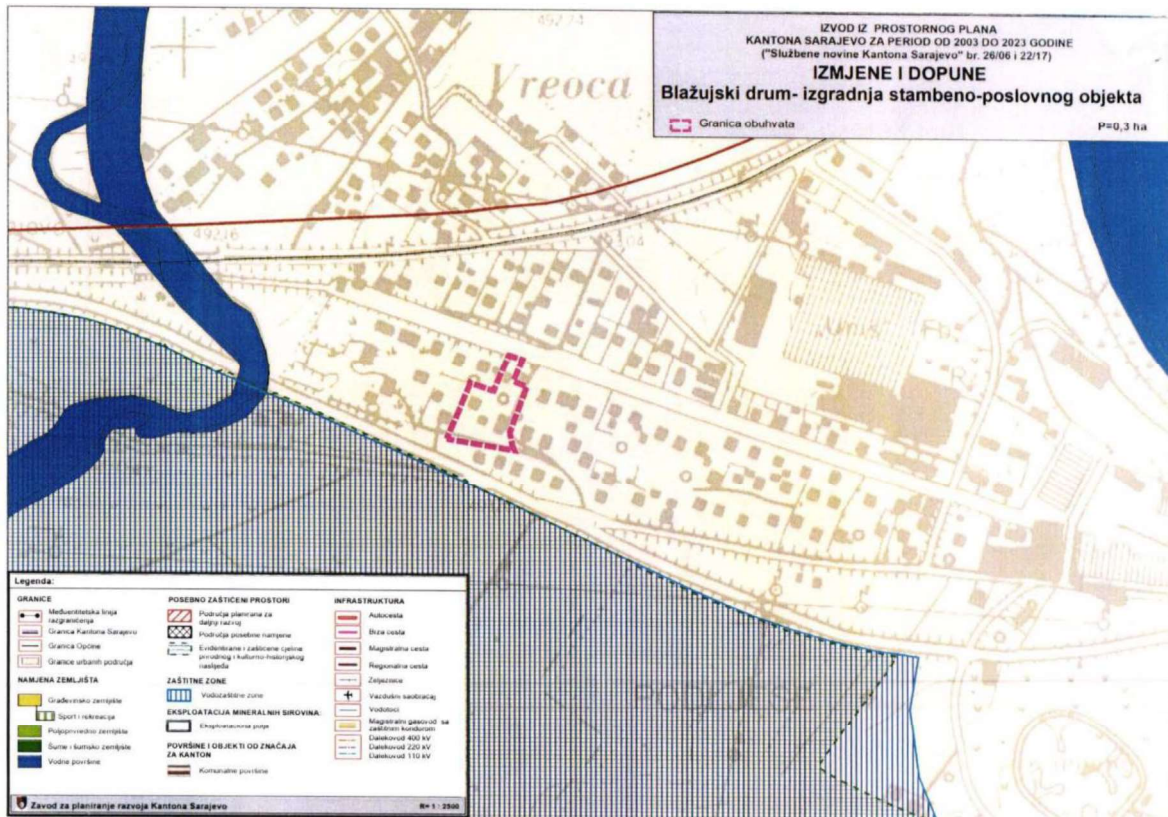 IZVOD IZ PROSTORNOG PLANA
KANTONA SARAJEVO ZA PERIOD OD 2003 DO 2023 GODINE
("Službene novine Kantona Sarajevo" br. 26/06 i 22/17)
IZMJENE I DOPUNE
Blažujski drum- izgradnja stambeno-poslovnog objekta
Granica obuhvata
P=0,3 ha
Vreoca
49216
Unis
Legenda:
GRANICE
Međuentitetska linija
razgraničenja
Granica Kantona Sarajevo
Granica Općine
Granice urbanih područja
NAMJENA ZEMLJIŠTA
Građevinsko zemljište
Sport i rekreacija
Poljoprivredno zemljište
Šume i šumsko zemljište
Vodne površine
POSEBNO ZAŠTIĆENI PROSTORI
Područja planirana za
daljnji razvoj
Područja posebne namjene
Evidentirane i zaštićene cjeline
prirodnog i kulturno-historijskog
naslijeđa
ZAŠTITNE ZONE
Vodozaštitne zone
EKSPLOATACIJA MINERALNIH SIROVINA:
Eksploataciona polja
POVRŠINE I OBJEKTI OD ZNAČAJA
ZA KANTON
Komunalne površine
INFRASTRUKTURA
Autocesta
Brza cesta
Magistralna cesta
Regionalna cesta
Željeznice
Vazdušni saobraćaj
Vodotoci
Magistralni gasovod sa
zaštitnim koridorom
Dalekovod 400 kV
Dalekovod 220 kV
Dalekovod 110 kV
Zavod za planiranje razvoja Kantona Sarajevo
R= 1 : 2500